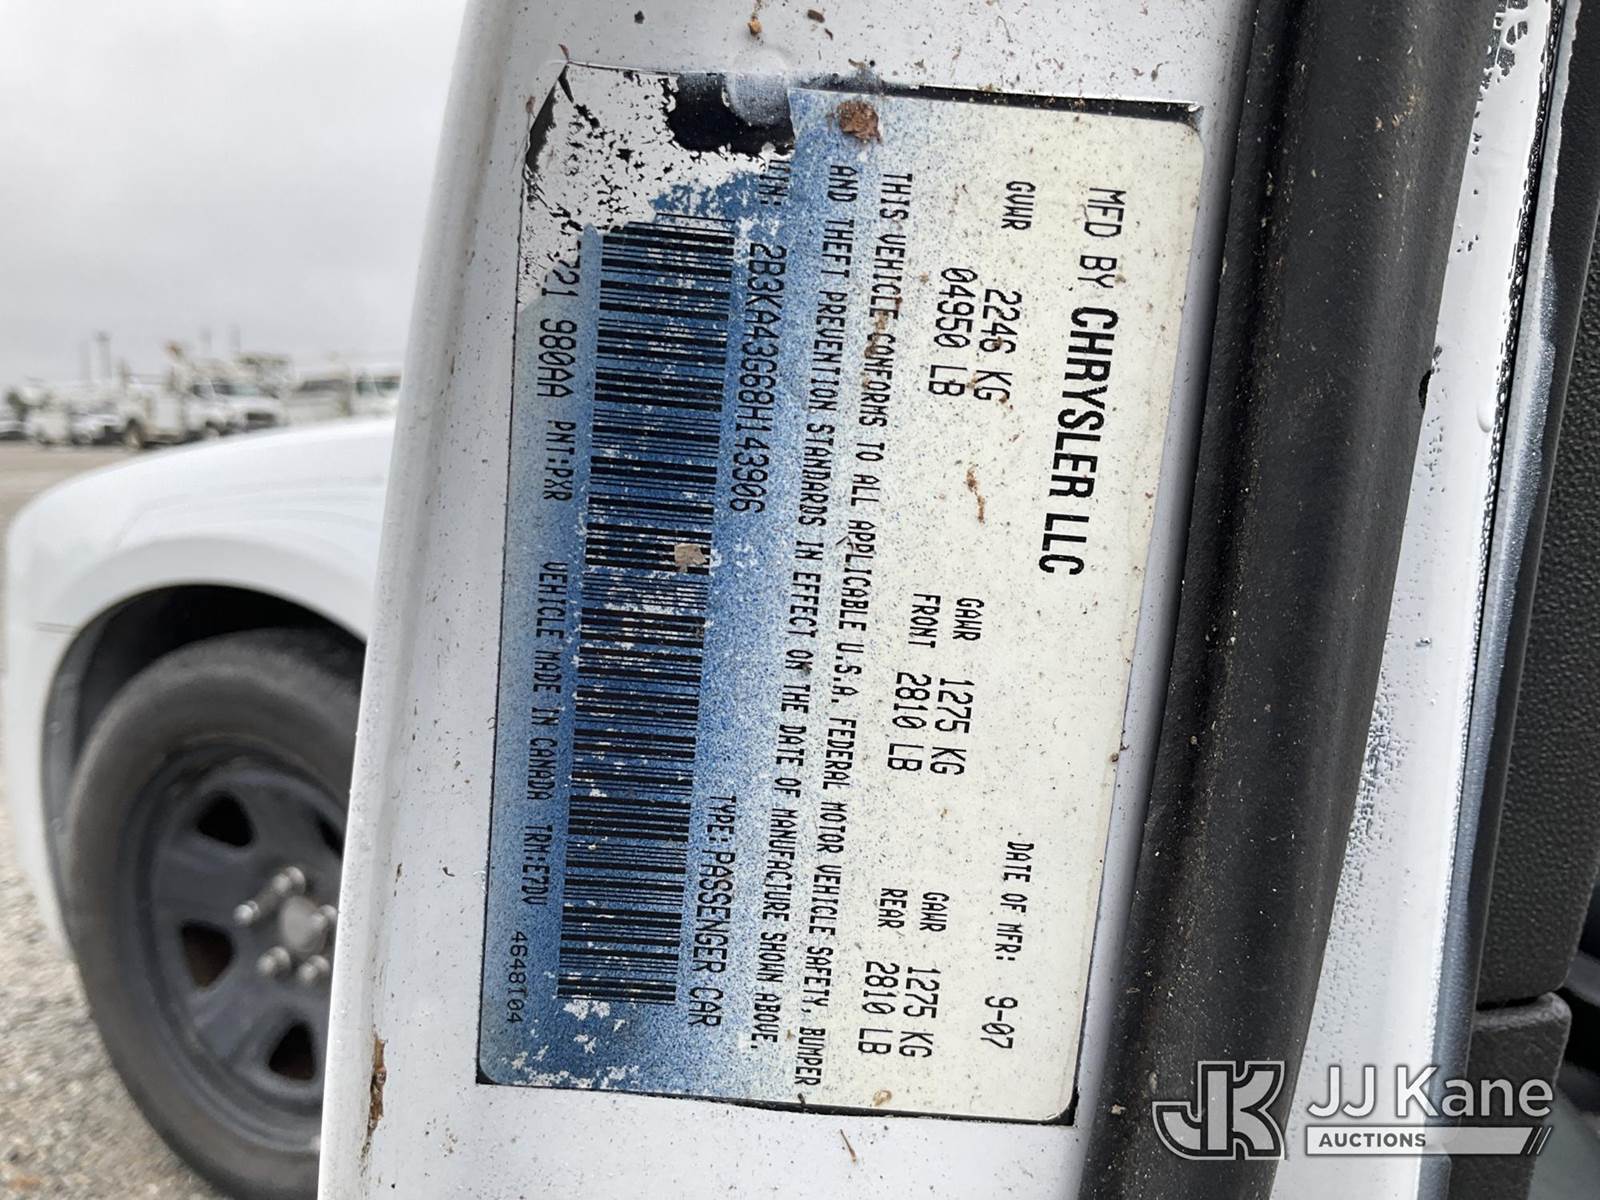 MFD BY CHRYSLER LLC
DATE OF MFR: 9-07
GVWR 2246 KG
04950 LB
GAWR 1275 KG
FRONT 2810 LB
GAWR 1275 KG
REAR 2810 LB
THIS VEHICLE CONFORMS TO ALL APPLICABLE U.S.A. FEDERAL MOTOR VEHICLE SAFETY, BUMPER
AND THEFT PREVENTION STANDARDS IN EFFECT ON THE DATE OF MANUFACTURE SHOWN ABOVE.
VIN: 2B3KA43G68H143906
TYPE: PASSENGER CAR
721 980AA PNT:PXR VEHICLE MADE IN CANADA TRI:E7DV 4648T04
JK JJ Kane
AUCTIONS